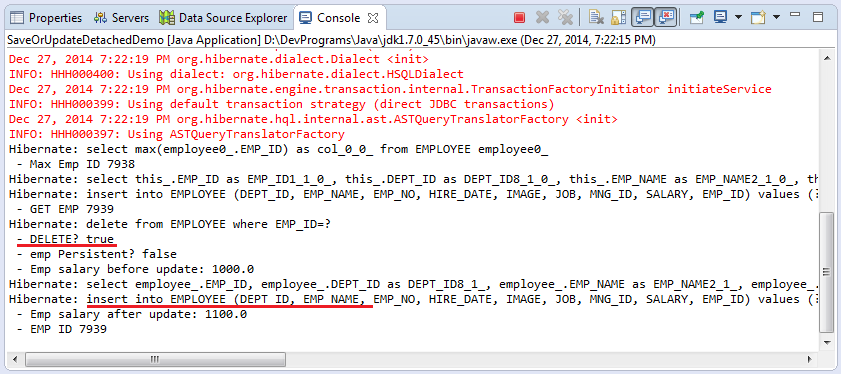 Properties Servers Data Source Explorer Console
SaveOrUpdateDetachedDemo [Java Application] D:\DevPrograms\Java\jdk1.7.0_45\bin\javaw.exe (Dec 27, 2014, 7:22:15 PM)
Dec 27, 2014 7:22:19 PM org.hibernate.dialect.Dialect <init>
INFO: HHH000400: Using dialect: org.hibernate.dialect.HSQLDialect
Dec 27, 2014 7:22:19 PM org.hibernate.engine.transaction.internal.TransactionFactoryInitiator initiateService
INFO: HHH000399: Using default transaction strategy (direct JDBC transactions)
Dec 27, 2014 7:22:19 PM org.hibernate.hql.internal.ast.ASTQueryTranslatorFactory <init>
INFO: HHH000397: Using ASTQueryTranslatorFactory
Hibernate: select max(employee0_.EMP_ID) as col_0_0_ from EMPLOYEE employee0_
- Max Emp ID 7938
Hibernate: select this_.EMP_ID as EMP_ID1_1_0_, this_.DEPT_ID as DEPT_ID8_1_0_, this_.EMP_NAME as EMP_NAME2_1_0_, th
Hibernate: insert into EMPLOYEE (DEPT_ID, EMP_NAME, EMP_NO, HIRE_DATE, IMAGE, JOB, MNG_ID, SALARY, EMP_ID) values (?
- GET EMP 7939
Hibernate: delete from EMPLOYEE where EMP_ID=?
- DELETE? true
- emp Persistent? false
- Emp salary before update: 1000.0
Hibernate: select employee_.EMP_ID, employee_.DEPT_ID as DEPT_ID8_1_, employee_.EMP_NAME as EMP_NAME2_1_, employee_.
Hibernate: insert into EMPLOYEE (DEPT_ID, EMP_NAME, EMP_NO, HIRE_DATE, IMAGE, JOB, MNG_ID, SALARY, EMP_ID) values (?
- Emp salary after update: 1100.0
- EMP ID 7939